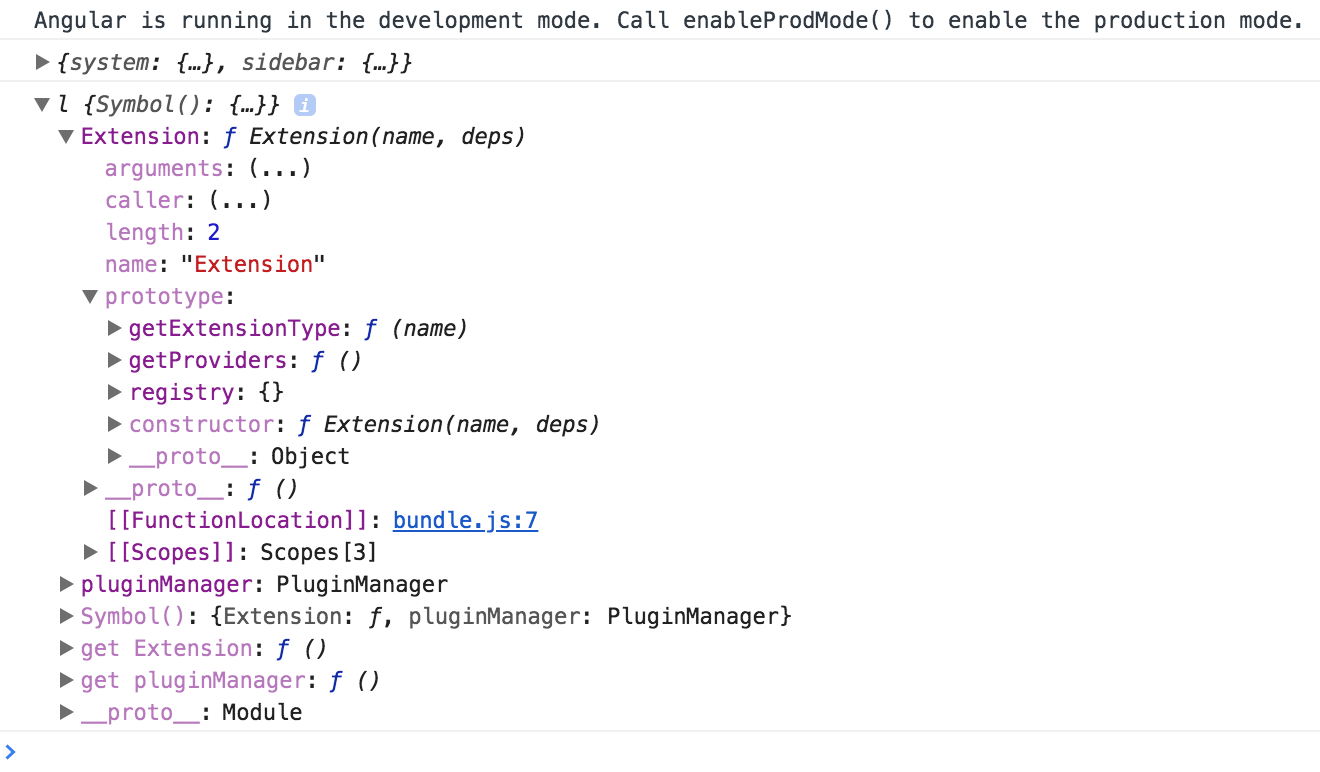 Angular is running in the development mode. Call enableProdMode() to enable the production mode.
▶{system: {…}, sidebar: {…}}
▼l {Symbol(): {…}} i
▼Extension: ƒ Extension(name, deps)
arguments: (...)
caller: (...)
length: 2
name: "Extension"
▼prototype:
▶getExtensionType: ƒ (name)
▶getProviders: ƒ ()
▶registry: {}
▶constructor: ƒ Extension(name, deps)
▶__proto__: Object
▶__proto__: ƒ ()
[[FunctionLocation]]: bundle.js:7
▶[[Scopes]]: Scopes[3]
▶pluginManager: PluginManager
▶Symbol(): {Extension: ƒ, pluginManager: PluginManager}
▶get Extension: ƒ ()
▶get pluginManager: ƒ ()
▶__proto__: Module
>